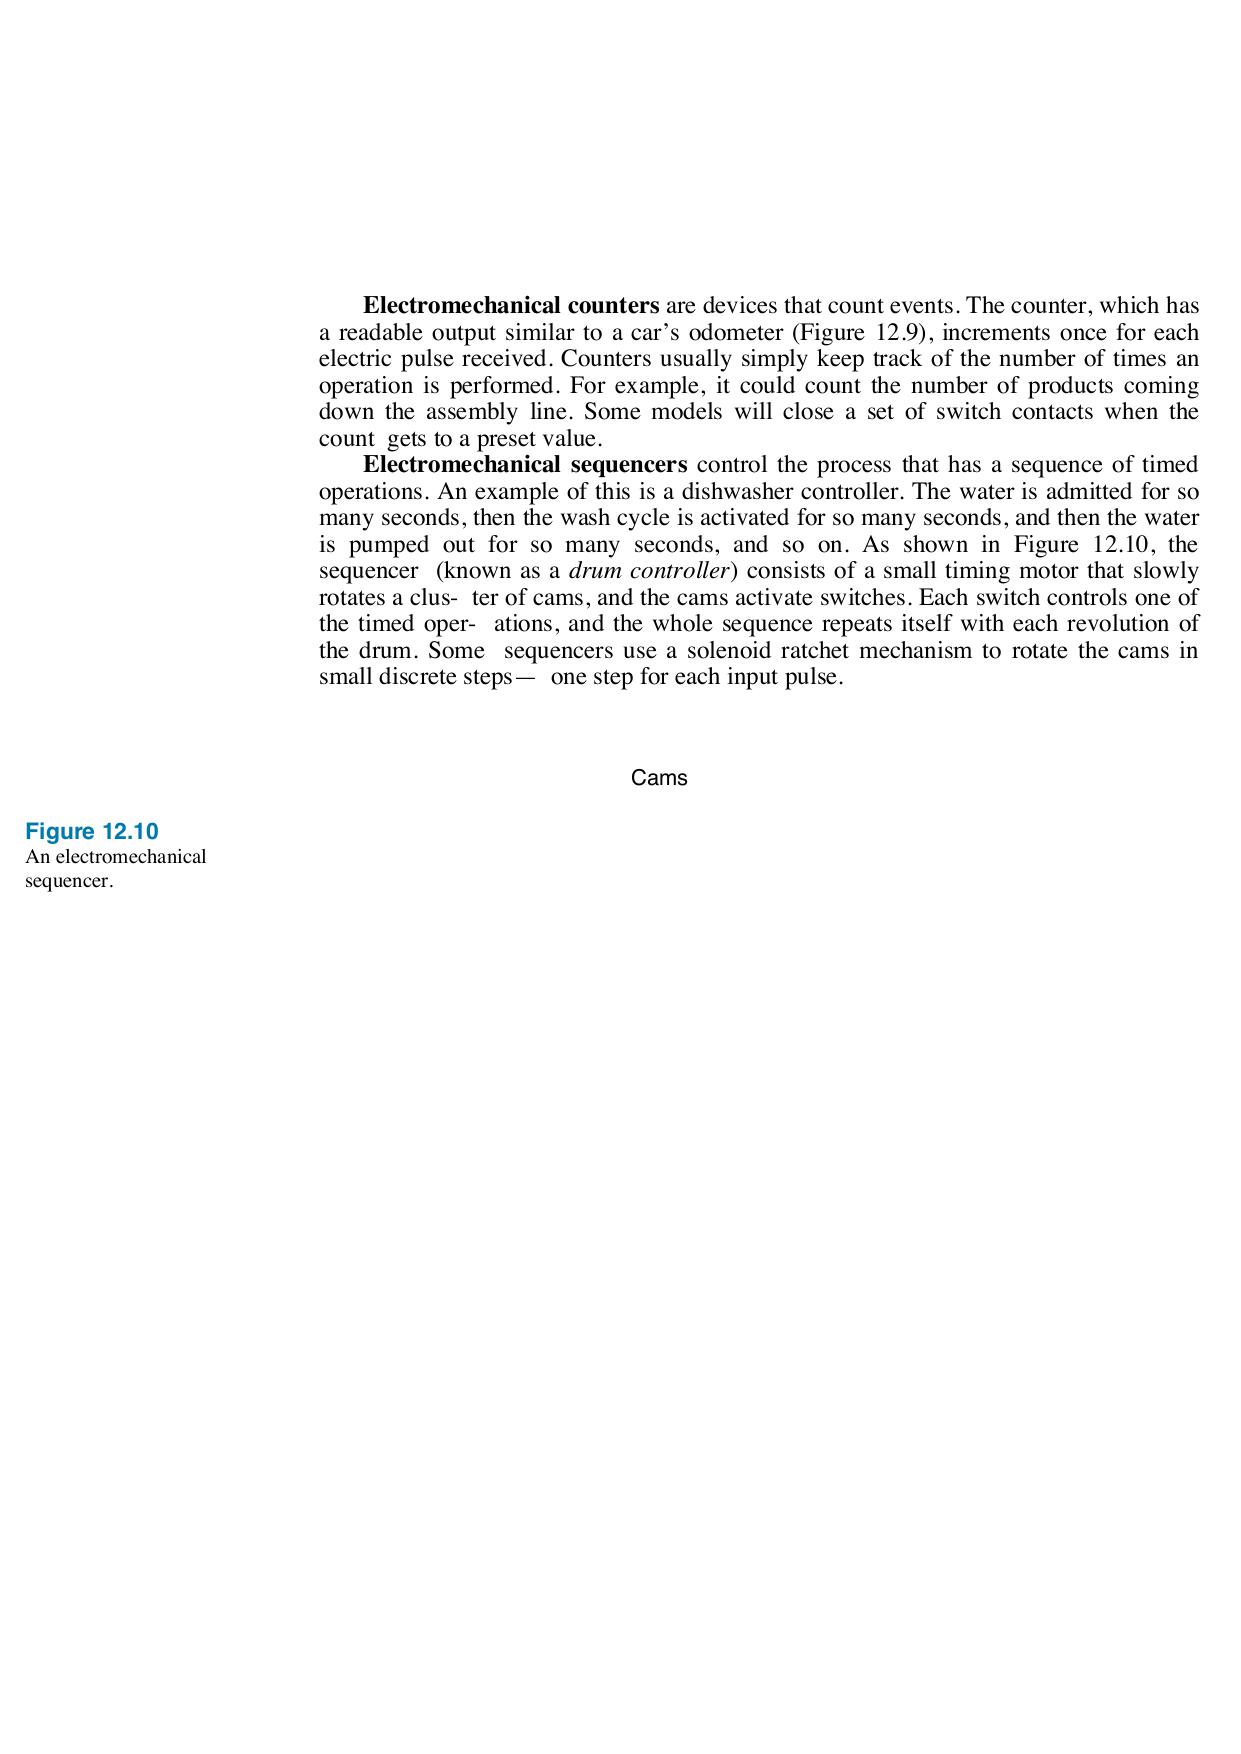 Electromechanical counters are devices that count events. The counter, which has
a readable output similar to a car’s odometer (Figure 12.9), increments once for each
electric pulse received. Counters usually simply keep track of the number of times an
operation is performed. For example, it could count the number of products coming
down the assembly line. Some models will close a set of switch contacts when the
count gets to a preset value.
Electromechanical sequencers control the process that has a sequence of timed
operations. An example of this is a dishwasher controller. The water is admitted for so
many seconds, then the wash cycle is activated for so many seconds, and then the water
is pumped out for so many seconds, and so on. As shown in Figure 12.10, the
sequencer (known as a drum controller) consists of a small timing motor that slowly
rotates a clus- ter of cams, and the cams activate switches. Each switch controls one of
the timed oper- ations, and the whole sequence repeats itself with each revolution of
the drum. Some sequencers use a solenoid ratchet mechanism to rotate the cams in
small discrete steps— one step for each input pulse.
Cams
Figure 12.10
An electromechanical
sequencer.